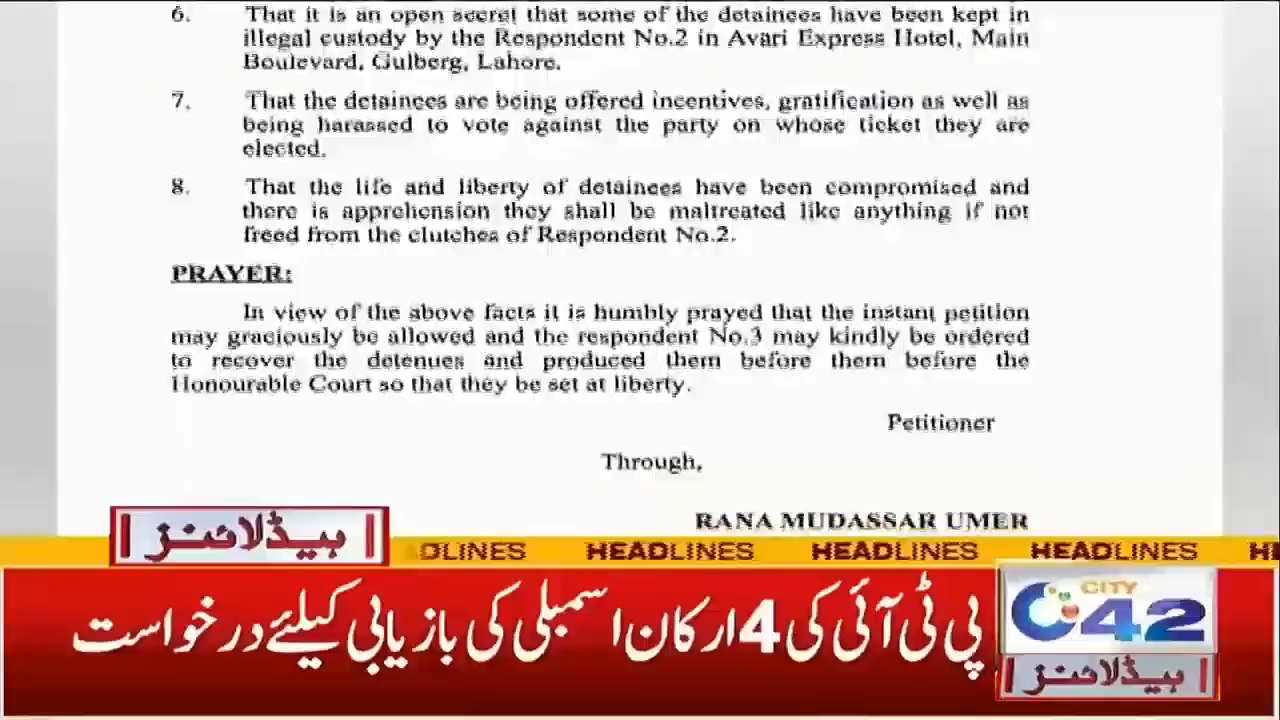 6. That it is an open secret that some of the detainees have been kept in
illegal custody by the Respondent No.2 in Avari Express Hotel, Main
Boulevard, Gulberg, Lahore.
7. That the detainees are being offered incentives, gratification as well as
being harassed to vote against the party on whose ticket they are
elected.
8. That the life and liberty of detainees have been compromised and
there is apprehension they shall be maltreated like anything if not
freed from the clutches of Respondent No.2.
PRAYER:
In view of the above facts it is humbly prayed that the instant petition
may graciously be allowed and the respondent No.3 may kindly be ordered
to recover the detenues and produced them before them before the
Honourable Court so that they be set at liberty.
Petitioner
Through,
RANA MUDASSAR UMER
ہیڈلائنز
DLINES HEADLINES HEADLINES HEADLINES H
پی ٹی آئی کی 4 ارکان اسمبلی کی بازیابی کیلئے درخواست
CITY
42
ہیڈلائنز